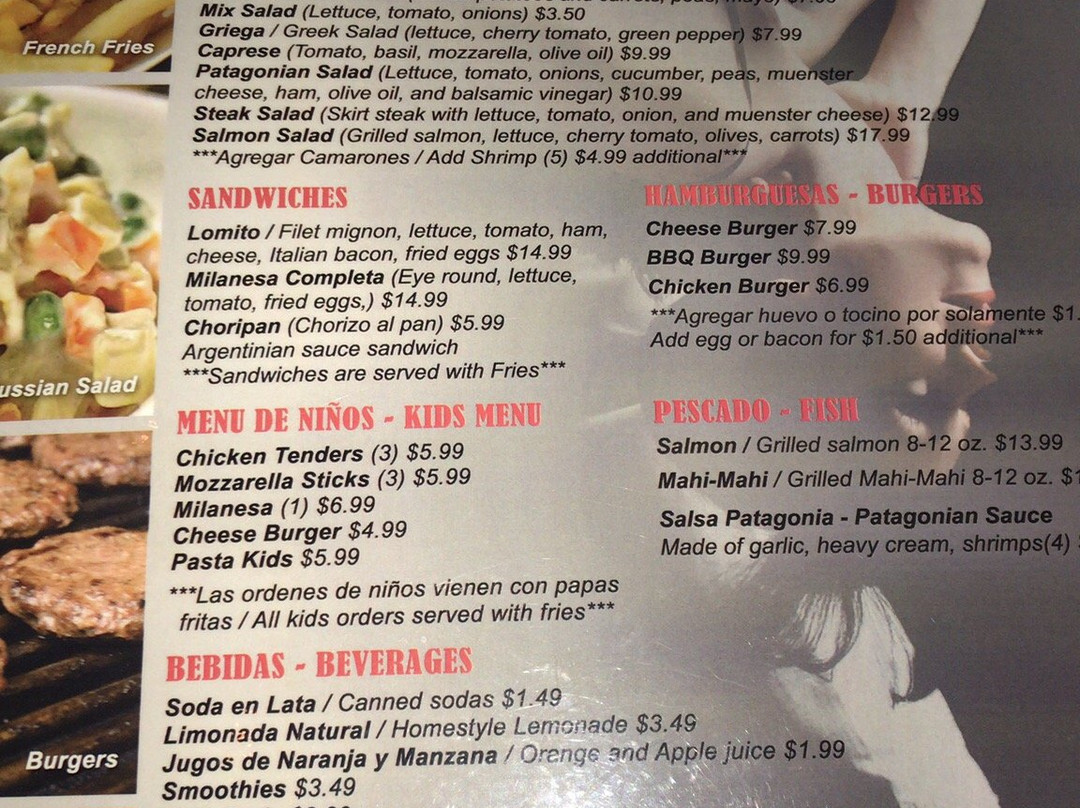 Mix Salad (Lettuce, tomato, onions) $3.50
Griega / Greek Salad (lettuce, cherry tomato, green pepper) $7.99
Caprese (Tomato, basil, mozzarella, olive oil) $9.99
Patagonian Salad (Lettuce, tomato, onions, cucumber, peas, muenster
cheese, ham, olive oil, and balsamic vinegar) $10.99
Steak Salad (Skirt steak with lettuce, tomato, onion, and muenster cheese) $12.99
Salmon Salad (Grilled salmon, lettuce, cherry tomato, olives, carrots) $17.99
***Agregar Camarones / Add Shrimp (5) $4.99 additional***
SANDWICHES
Lomito / Filet mignon, lettuce, tomato, ham,
cheese, Italian bacon, fried eggs $14.99
Milanesa Completa (Eye round, lettuce,
tomato, fried eggs,) $14.99
Choripan (Chorizo al pan) $5.99
Argentinian sauce sandwich
***Sandwiches are served with Fries***
HAMBURGUESAS - BURGERS
Cheese Burger $7.99
BBQ Burger $9.99
Chicken Burger $6.99
***Agregar huevo o tocino por solamente $1.
Add egg or bacon for $1.50 additional***
MENU DE NIÑOS - KIDS MENU
Chicken Tenders (3) $5.99
Mozzarella Sticks (3) $5.99
Milanesa (1) $6.99
Cheese Burger $4.99
Pasta Kids $5.99
***Las ordenes de niños vienen con papas
fritas / All kids orders served with fries***
PESCADO - FISH
Salmon / Grilled salmon 8-12 oz. $13.99
Mahi-Mahi / Grilled Mahi-Mahi 8-12 oz. $1
Salsa Patagonia - Patagonian Sauce
Made of garlic, heavy cream, shrimps(4)
BEBIDAS - BEVERAGES
Soda en Lata / Canned sodas $1.49
Limonada Natural / Homestyle Lemonade $3.49
Jugos de Naranja y Manzana / Orange and Apple juice $1.99
Smoothies $3.49
French Fries
ussian Salad
Burgers